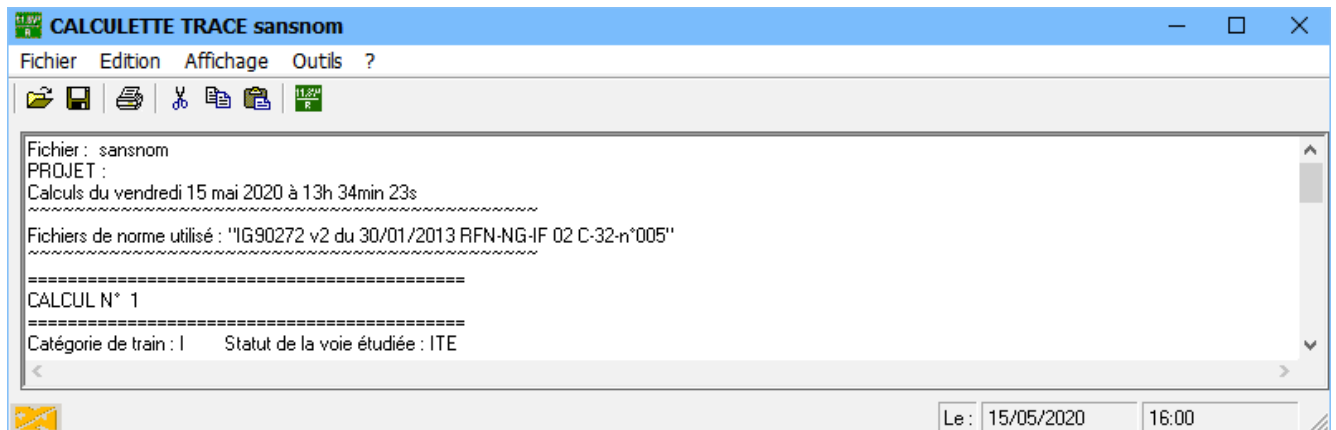 CALCULETTE TRACE sansnom
Fichier Edition Affichage Outils ?
Fichier : sansnom
PROJET :
Calculs du vendredi 15 mai 2020 à 13h 34min 23s
~~~~~~~~~~~~~~~~~~~~~~~~~~~~~~~~~~~~~~~~~~~~
Fichiers de norme utilisé : "IG90272 v2 du 30/01/2013 RFN-NG-IF 02 C-32-n°005"
~~~~~~~~~~~~~~~~~~~~~~~~~~~~~~~~~~~~~~~~~~~~
============================================
CALCUL N° 1
============================================
Catégorie de train : I Statut de la voie étudiée : ITE
Le : 15/05/2020 16:00